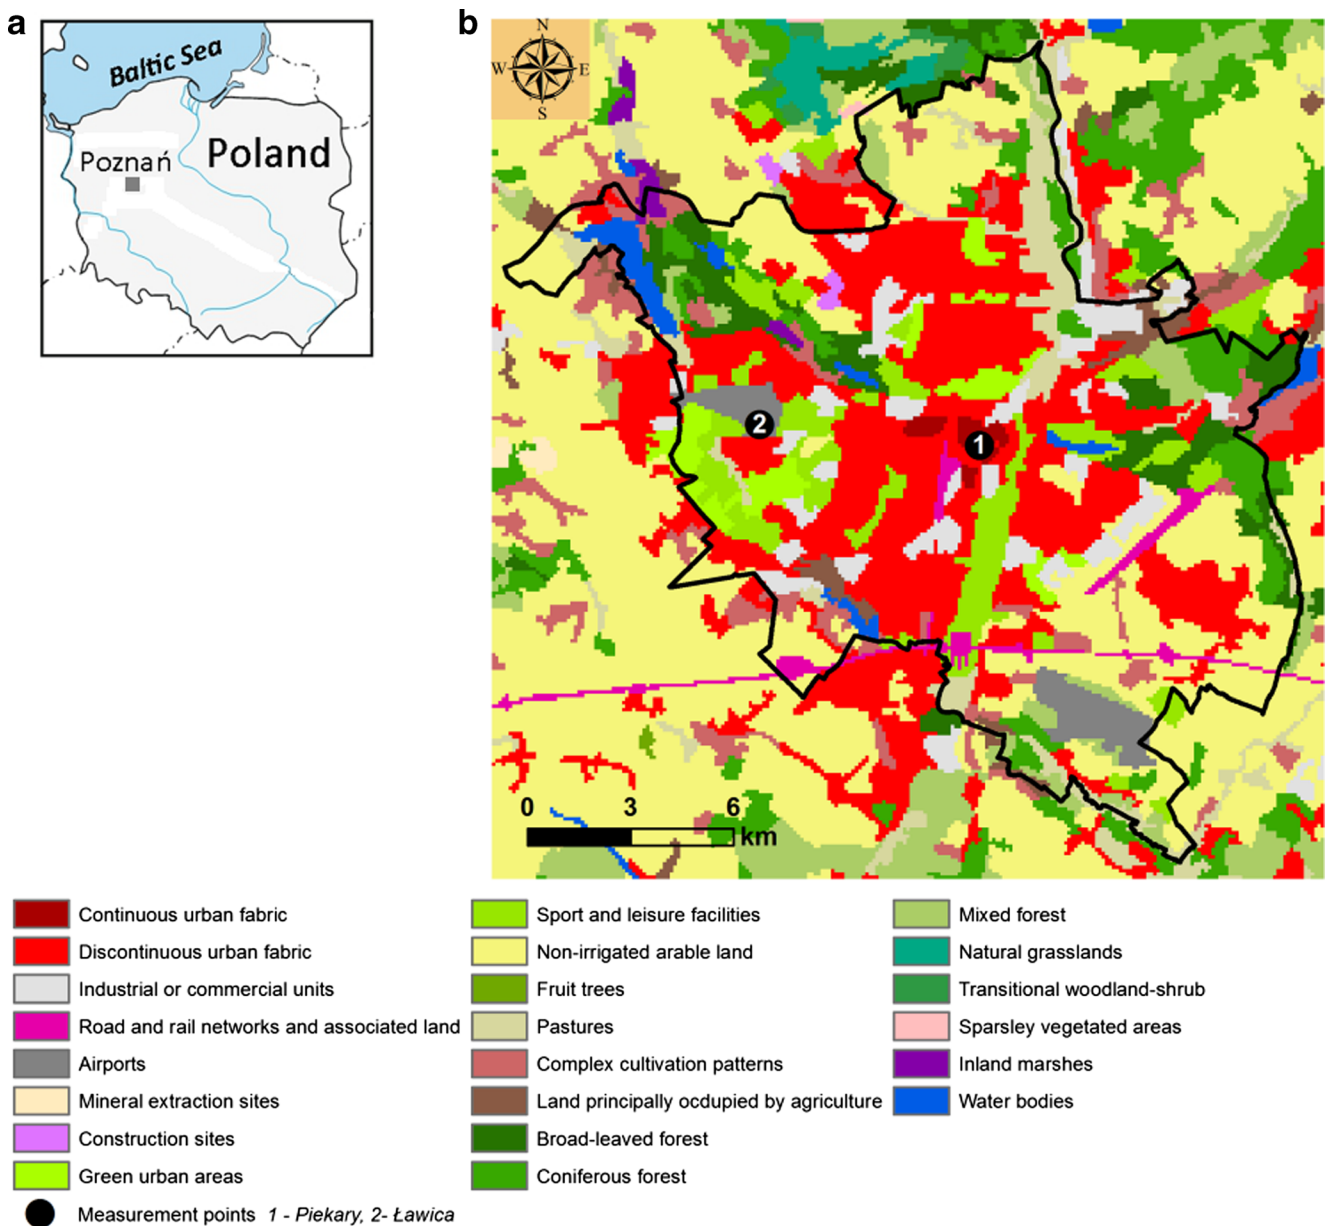 a
Baltic Sea
Poland
Poznań
b
N
W E
S
2
1
0 3 6
km
Continuous urban fabric
Discontinuous urban fabric
Industrial or commercial units
Road and rail networks and associated land
Airports
Mineral extraction sites
Construction sites
Green urban areas
Measurement points 1 - Piekary, 2- Ławica
Sport and leisure facilities
Non-irrigated arable land
Fruit trees
Pastures
Complex cultivation patterns
Land principally ocdupied by agriculture
Broad-leaved forest
Coniferous forest
Mixed forest
Natural grasslands
Transitional woodland-shrub
Sparsley vegetated areas
Inland marshes
Water bodies